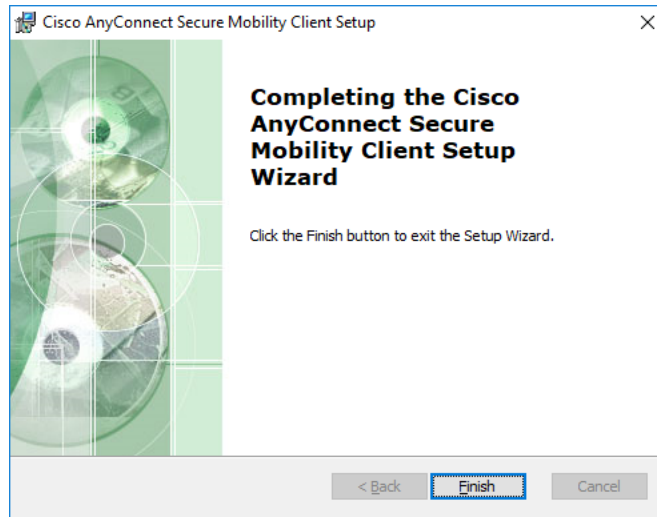 Cisco AnyConnect Secure Mobility Client Setup
Completing the Cisco
AnyConnect Secure
Mobility Client Setup
Wizard
Click the Finish button to exit the Setup Wizard.
< Back Finish Cancel